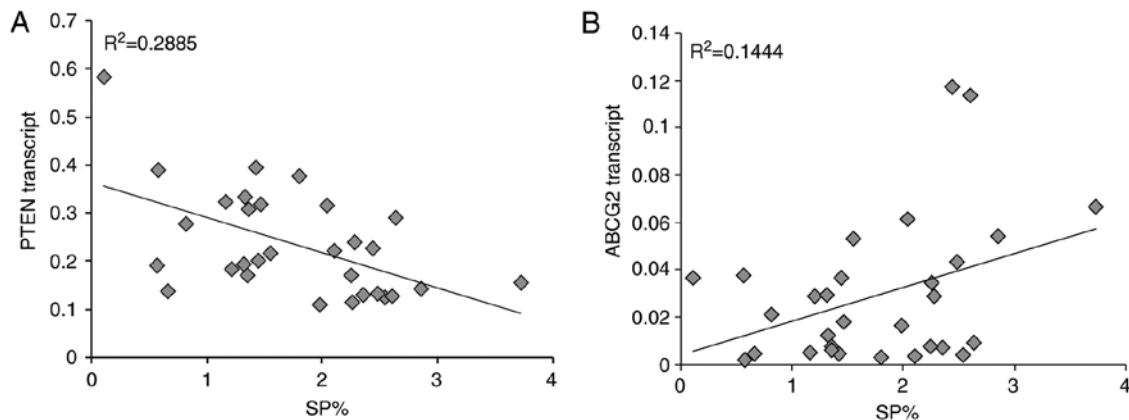 A
R²=0.2885
PTEN transcript
0.7
0.6
0.5
0.4
0.3
0.2
0.1
0
0 1 2 3 4
SP%
B
R²=0.1444
ABCG2 transcript
0.14
0.12
0.1
0.08
0.06
0.04
0.02
0
0 1 2 3 4
SP%